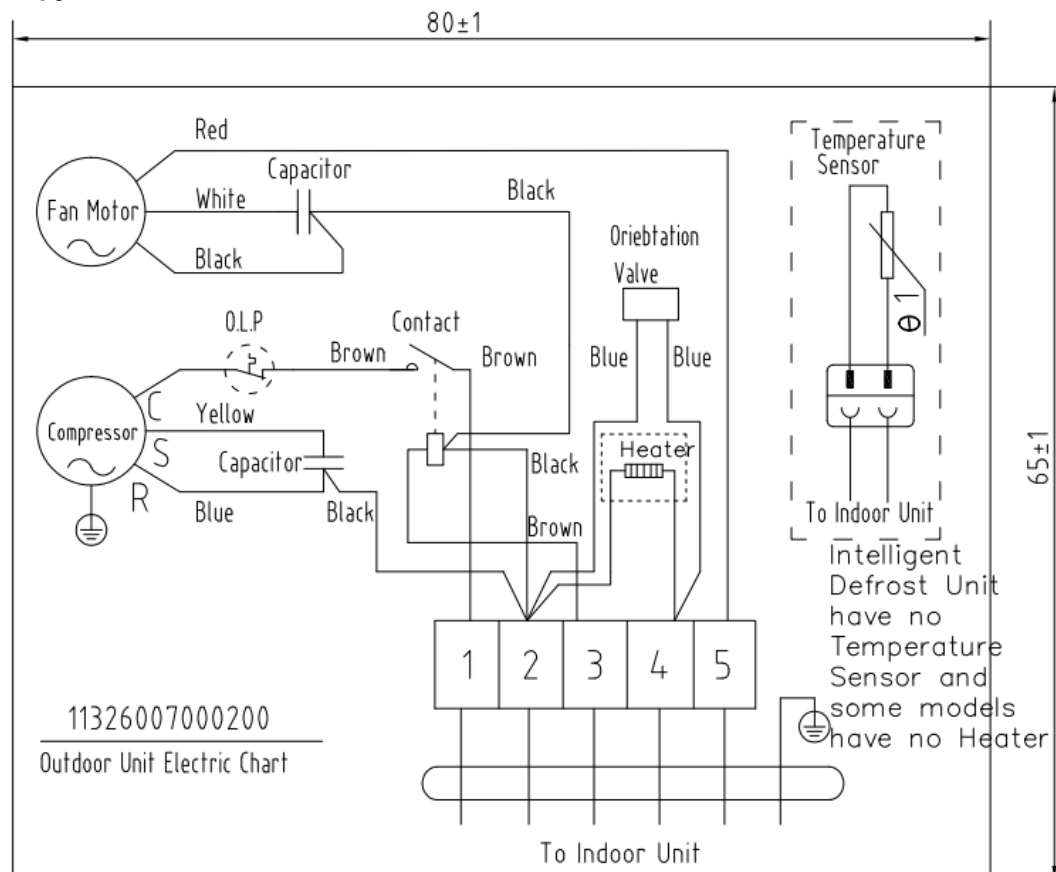 80±1
65±1
Red
Capacitor
Fan Motor
White
Black
Black
Temperature
Sensor
Oriebtation
Valve
θ1
O.L.P
Contact
Brown
Brown
Blue
Blue
C
Yellow
Compressor
S
Capacitor
Heater
Black
R
Blue
Black
Brown
To Indoor Unit
Intelligent
Defrost Unit
have no
Temperature
Sensor and
some models
have no Heater
1
2
3
4
5
11326007000200
Outdoor Unit Electric Chart
To Indoor Unit